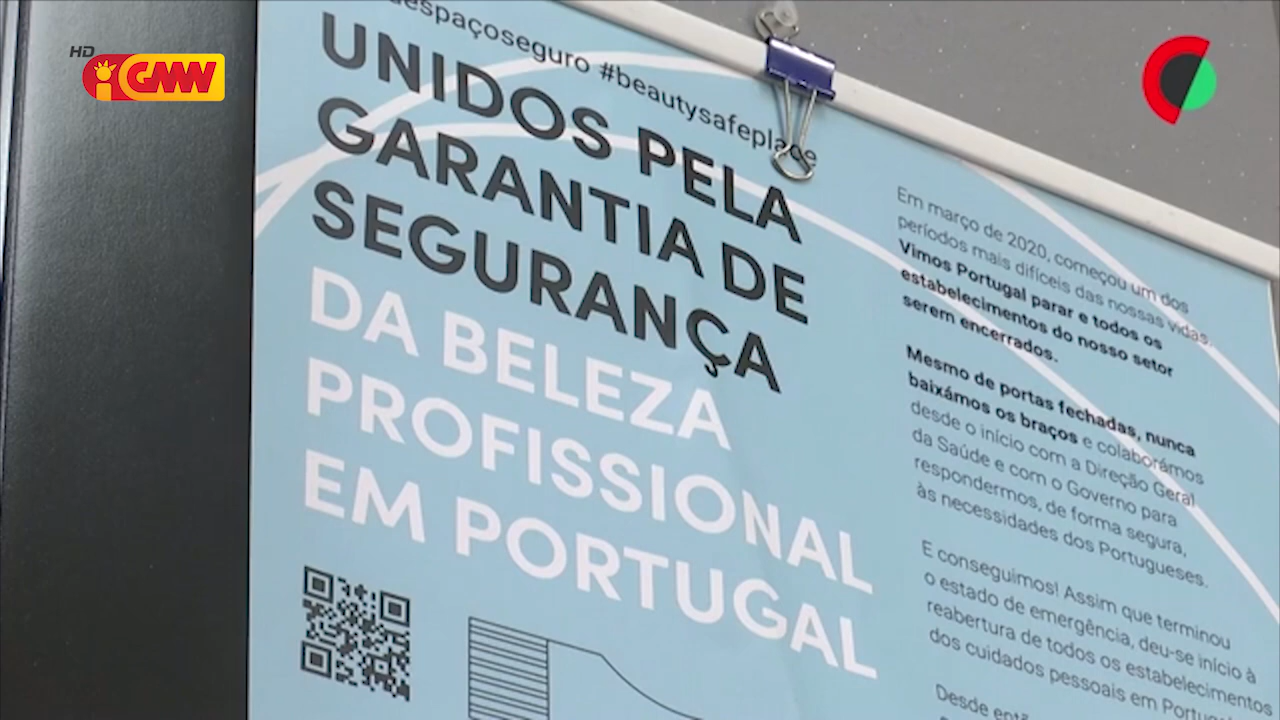 HD
GMW
espaçoseguro #beautysafeplace
UNIDOS PELA
GARANTIA DE
SEGURANÇA
DA BELEZA
PROFISSIONAL
EM PORTUGAL
Em março de 2020, começou um dos
períodos mais difíceis das nossas vidas.
Vimos Portugal parar e todos os
estabelecimentos do nosso setor
serem encerrados.
Mesmo de portas fechadas, nunca
baixámos os braços e colaborámos
desde o início com a Direção Geral
da Saúde e com o Governo para
respondermos, de forma segura,
às necessidades dos Portugueses.
E conseguimos! Assim que terminou
o estado de emergência, deu-se início à
reabertura de todos os estabelecimentos
dos cuidados pessoais em Portugal
Desde